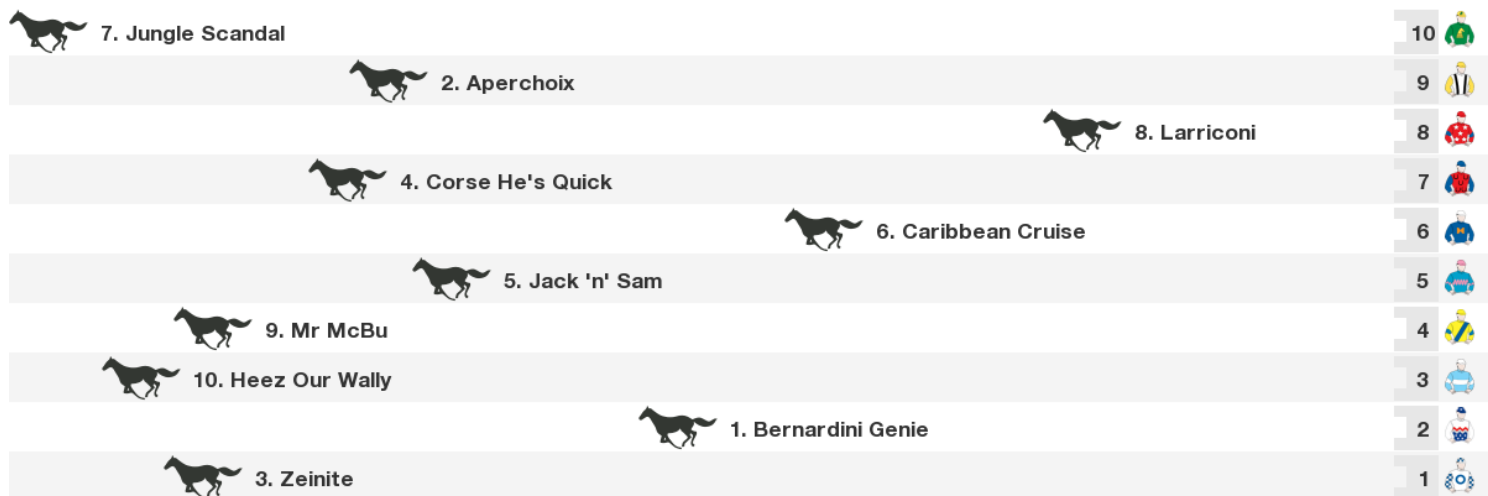 7. Jungle Scandal 10
2. Aperchoix 9
8. Larriconi 8
4. Corse He's Quick 7
6. Caribbean Cruise 6
5. Jack 'n' Sam 5
9. Mr McBu 4
10. Heez Our Wally 3
1. Bernardini Genie 2
3. Zeinite 1